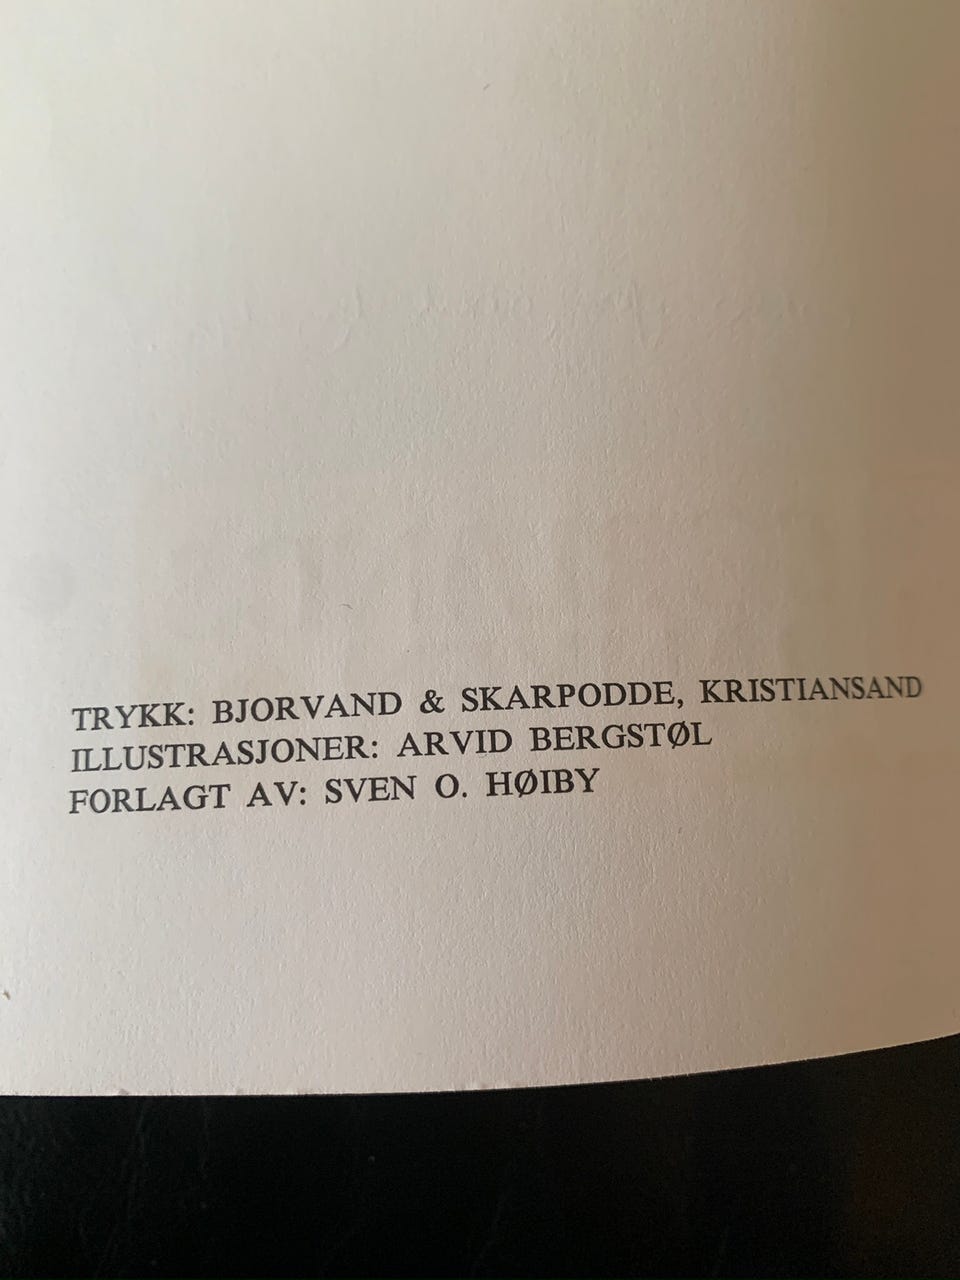 TRYKK: BJORVAND & SKARPODDE, KRISTIANSAND
ILLUSTRASJONER: ARVID BERGSTØL
FORLAGT AV: SVEN O. HØIBY